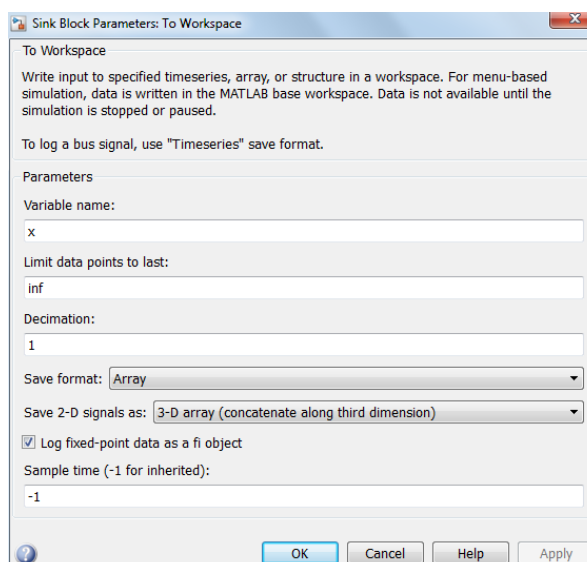 Sink Block Parameters: To Workspace
To Workspace
Write input to specified timeseries, array, or structure in a workspace. For menu-based
simulation, data is written in the MATLAB base workspace. Data is not available until the
simulation is stopped or paused.
To log a bus signal, use "Timeseries" save format.
Parameters
Variable name:
x
Limit data points to last:
inf
Decimation:
1
Save format: Array
Save 2-D signals as: 3-D array (concatenate along third dimension)
Log fixed-point data as a fi object
Sample time (-1 for inherited):
-1
OK Cancel Help Apply